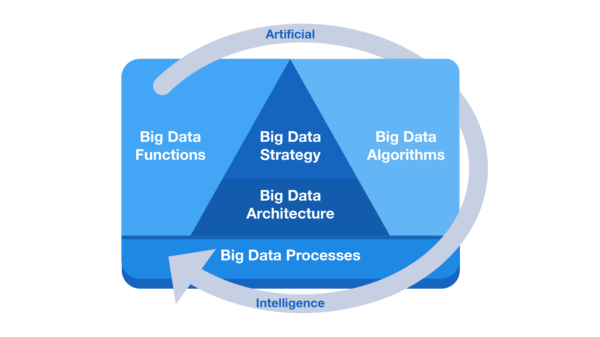 Artificial
Big Data
Functions
Big Data
Strategy
Big Data
Algorithms
Big Data
Architecture
Big Data Processes
Intelligence